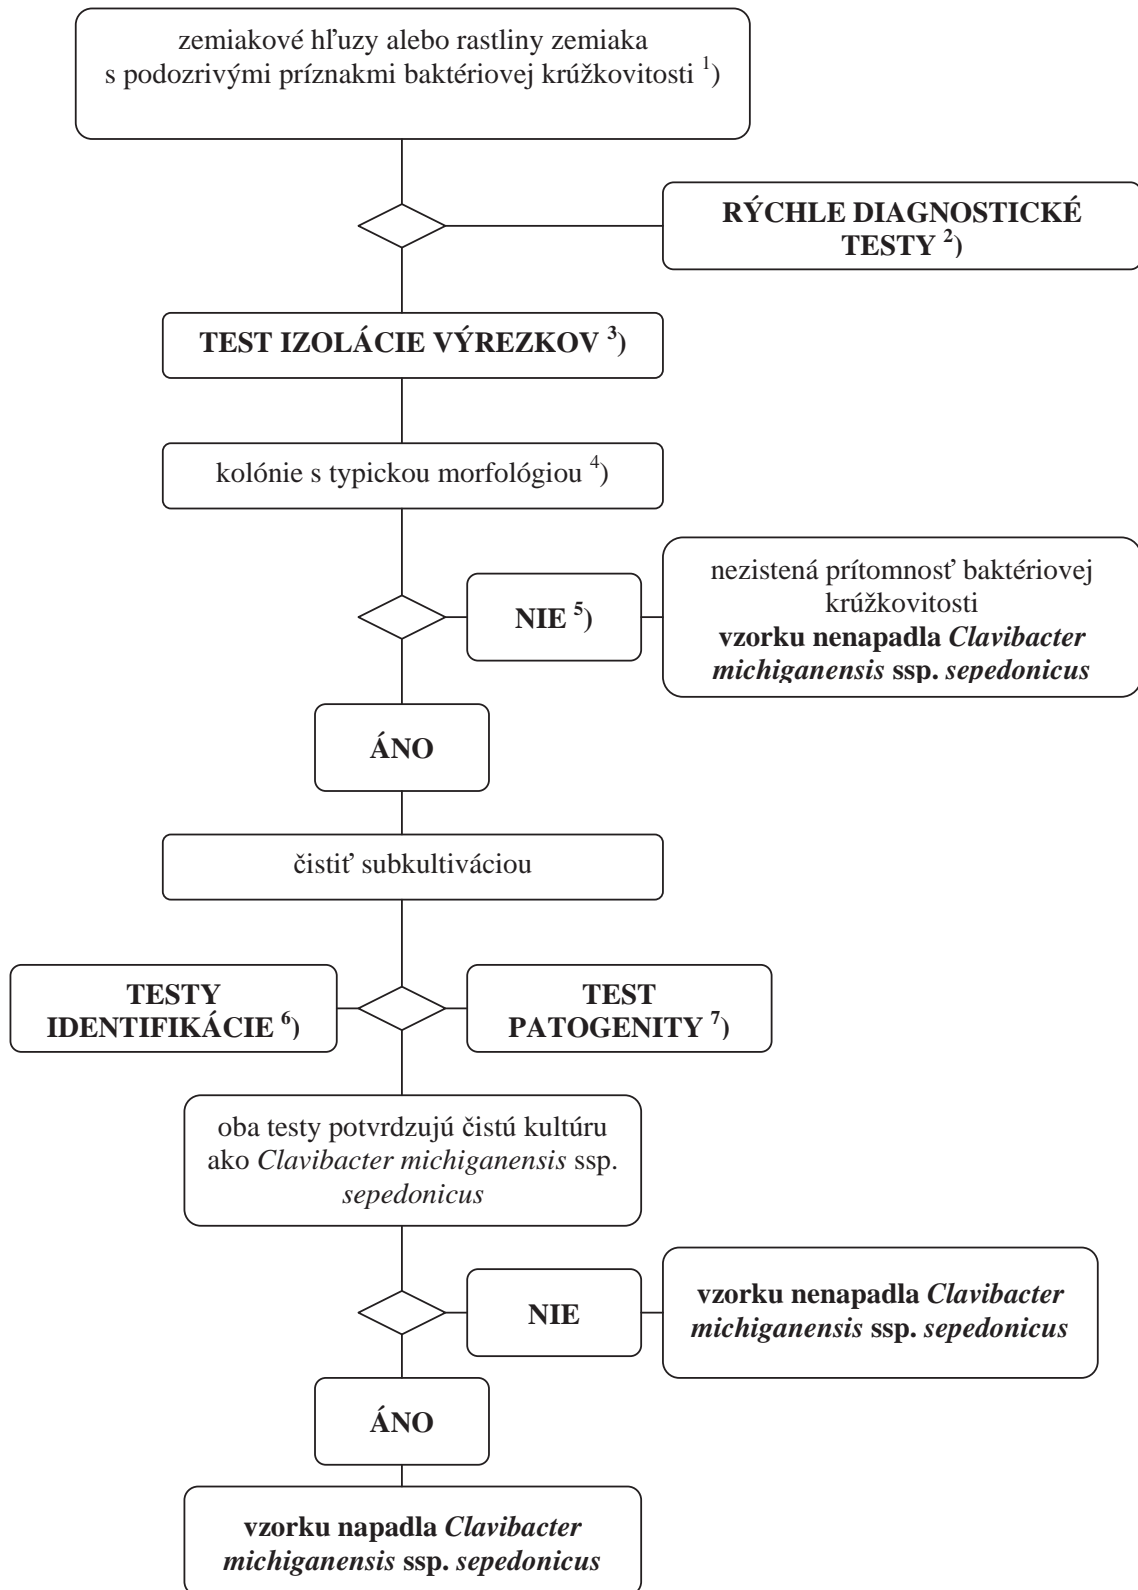 zemiakové hľuzy alebo rastliny zemiaka
s podozrivými príznakmi baktériovej krúžkovitosti ¹)
RÝCHLE DIAGNOSTICKÉ
TESTY ²)
TEST IZOLÁCIE VÝREZKOV ³)
kolónie s typickou morfológiou ⁴)
NIE ⁵)
nezistená prítomnosť baktériovej
krúžkovitosti
vzorku nenapadla Clavibacter
michiganensis ssp. sepedonicus
ÁNO
čistiť subkultiváciou
TESTY
IDENTIFIKÁCIE ⁶)
TEST
PATOGENITY ⁷)
oba testy potvrdzujú čistú kultúru
ako Clavibacter michiganensis ssp.
sepedonicus
NIE
vzorku nenapadla Clavibacter
michiganensis ssp. sepedonicus
ÁNO
vzorku napadla Clavibacter
michiganensis ssp. sepedonicus